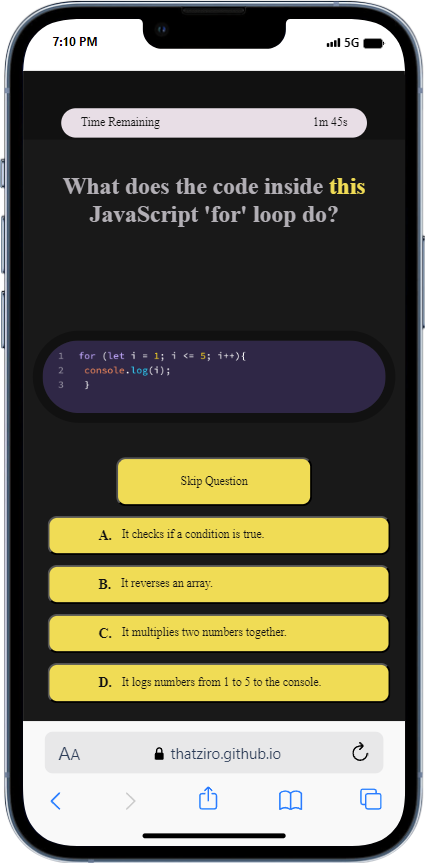 7:10 PM 5G
Time Remaining 1m 45s
What does the code inside this
JavaScript 'for' loop do?
1 for (let i = 1; i <= 5; i++){
2 console.log(i);
3 }
Skip Question
A. It checks if a condition is true.
B. It reverses an array.
C. It multiplies two numbers together.
D. It logs numbers from 1 to 5 to the console.
AA thatziro.github.io